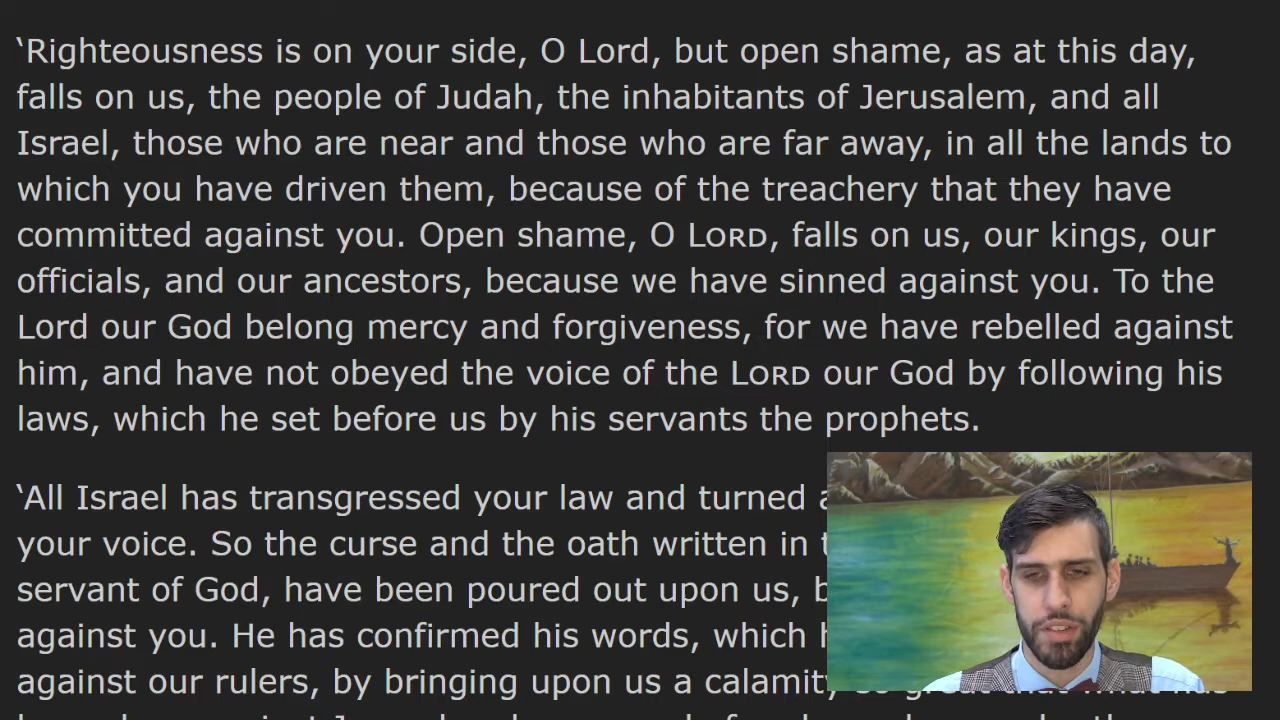 ‘Righteousness is on your side, O Lord, but open shame, as at this day,
falls on us, the people of Judah, the inhabitants of Jerusalem, and all
Israel, those who are near and those who are far away, in all the lands to
which you have driven them, because of the treachery that they have
committed against you. Open shame, O LORD, falls on us, our kings, our
officials, and our ancestors, because we have sinned against you. To the
Lord our God belong mercy and forgiveness, for we have rebelled against
him, and have not obeyed the voice of the LORD our God by following his
laws, which he set before us by his servants the prophets.
‘All Israel has transgressed your law and turned
your voice. So the curse and the oath written in
servant of God, have been poured out upon us,
against you. He has confirmed his words, which
against our rulers, by bringing upon us a calamity so great that what has